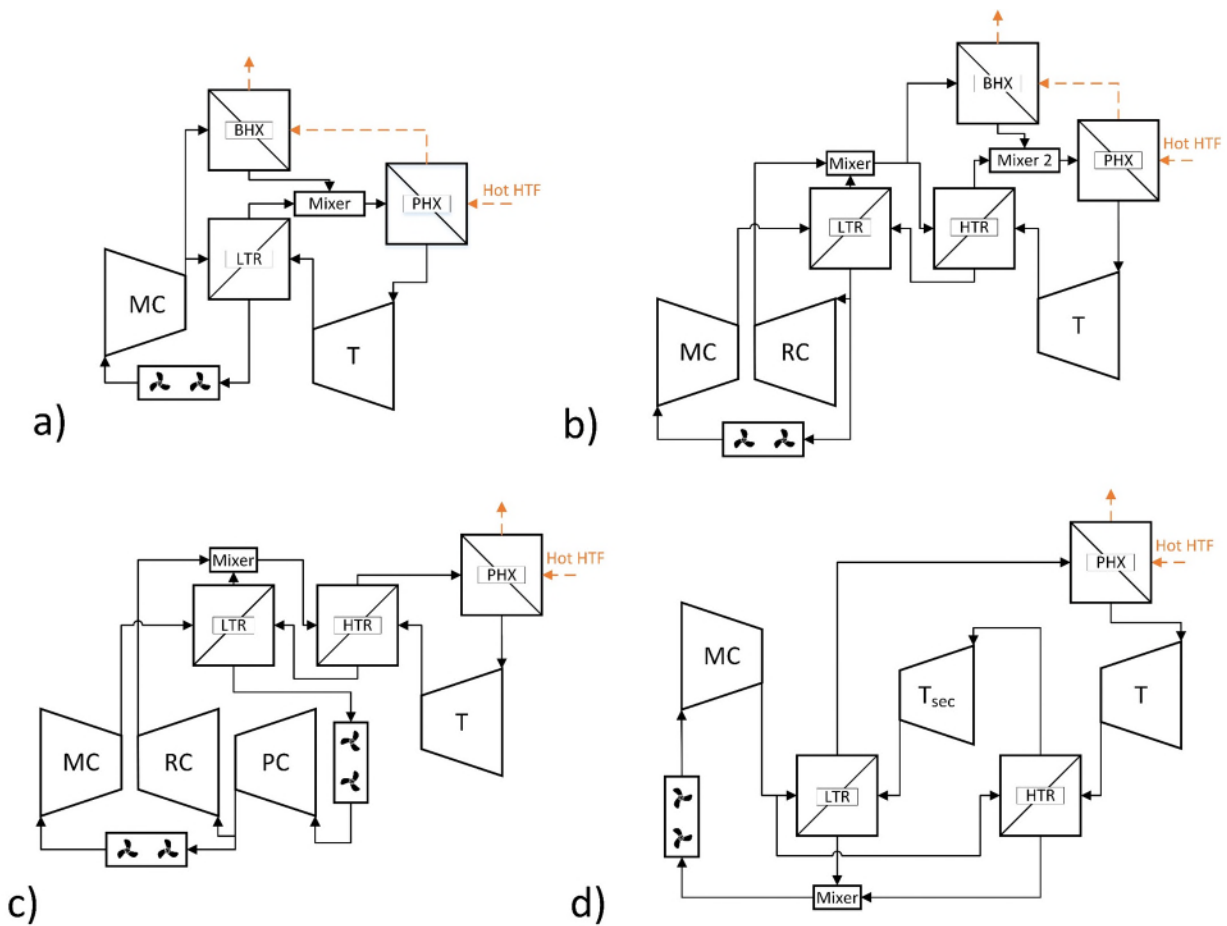 BHX
Hot HTF
PHX
Mixer
LTR
MC
T
a)
BHX
Hot HTF
Mixer
Mixer 2
PHX
LTR
HTR
MC
RC
T
b)
Mixer
Hot HTF
PHX
LTR
HTR
MC
RC
PC
T
c)
Hot HTF
PHX
MC
Tsec
T
LTR
HTR
Mixer
d)